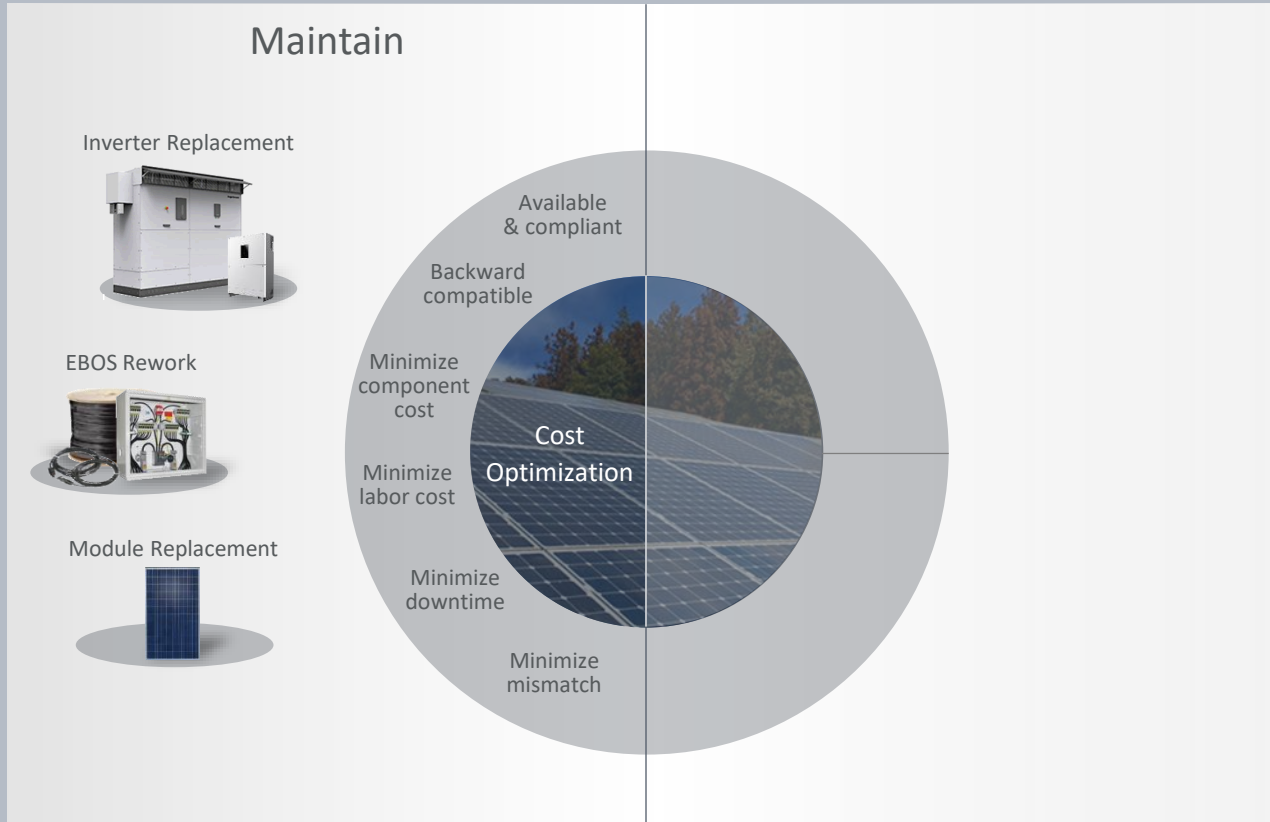 Maintain
Inverter Replacement
EBOS Rework
Module Replacement
Available
& compliant
Backward
compatible
Minimize
component
cost
Minimize
labor cost
Minimize
downtime
Minimize
mismatch
Cost
Optimization